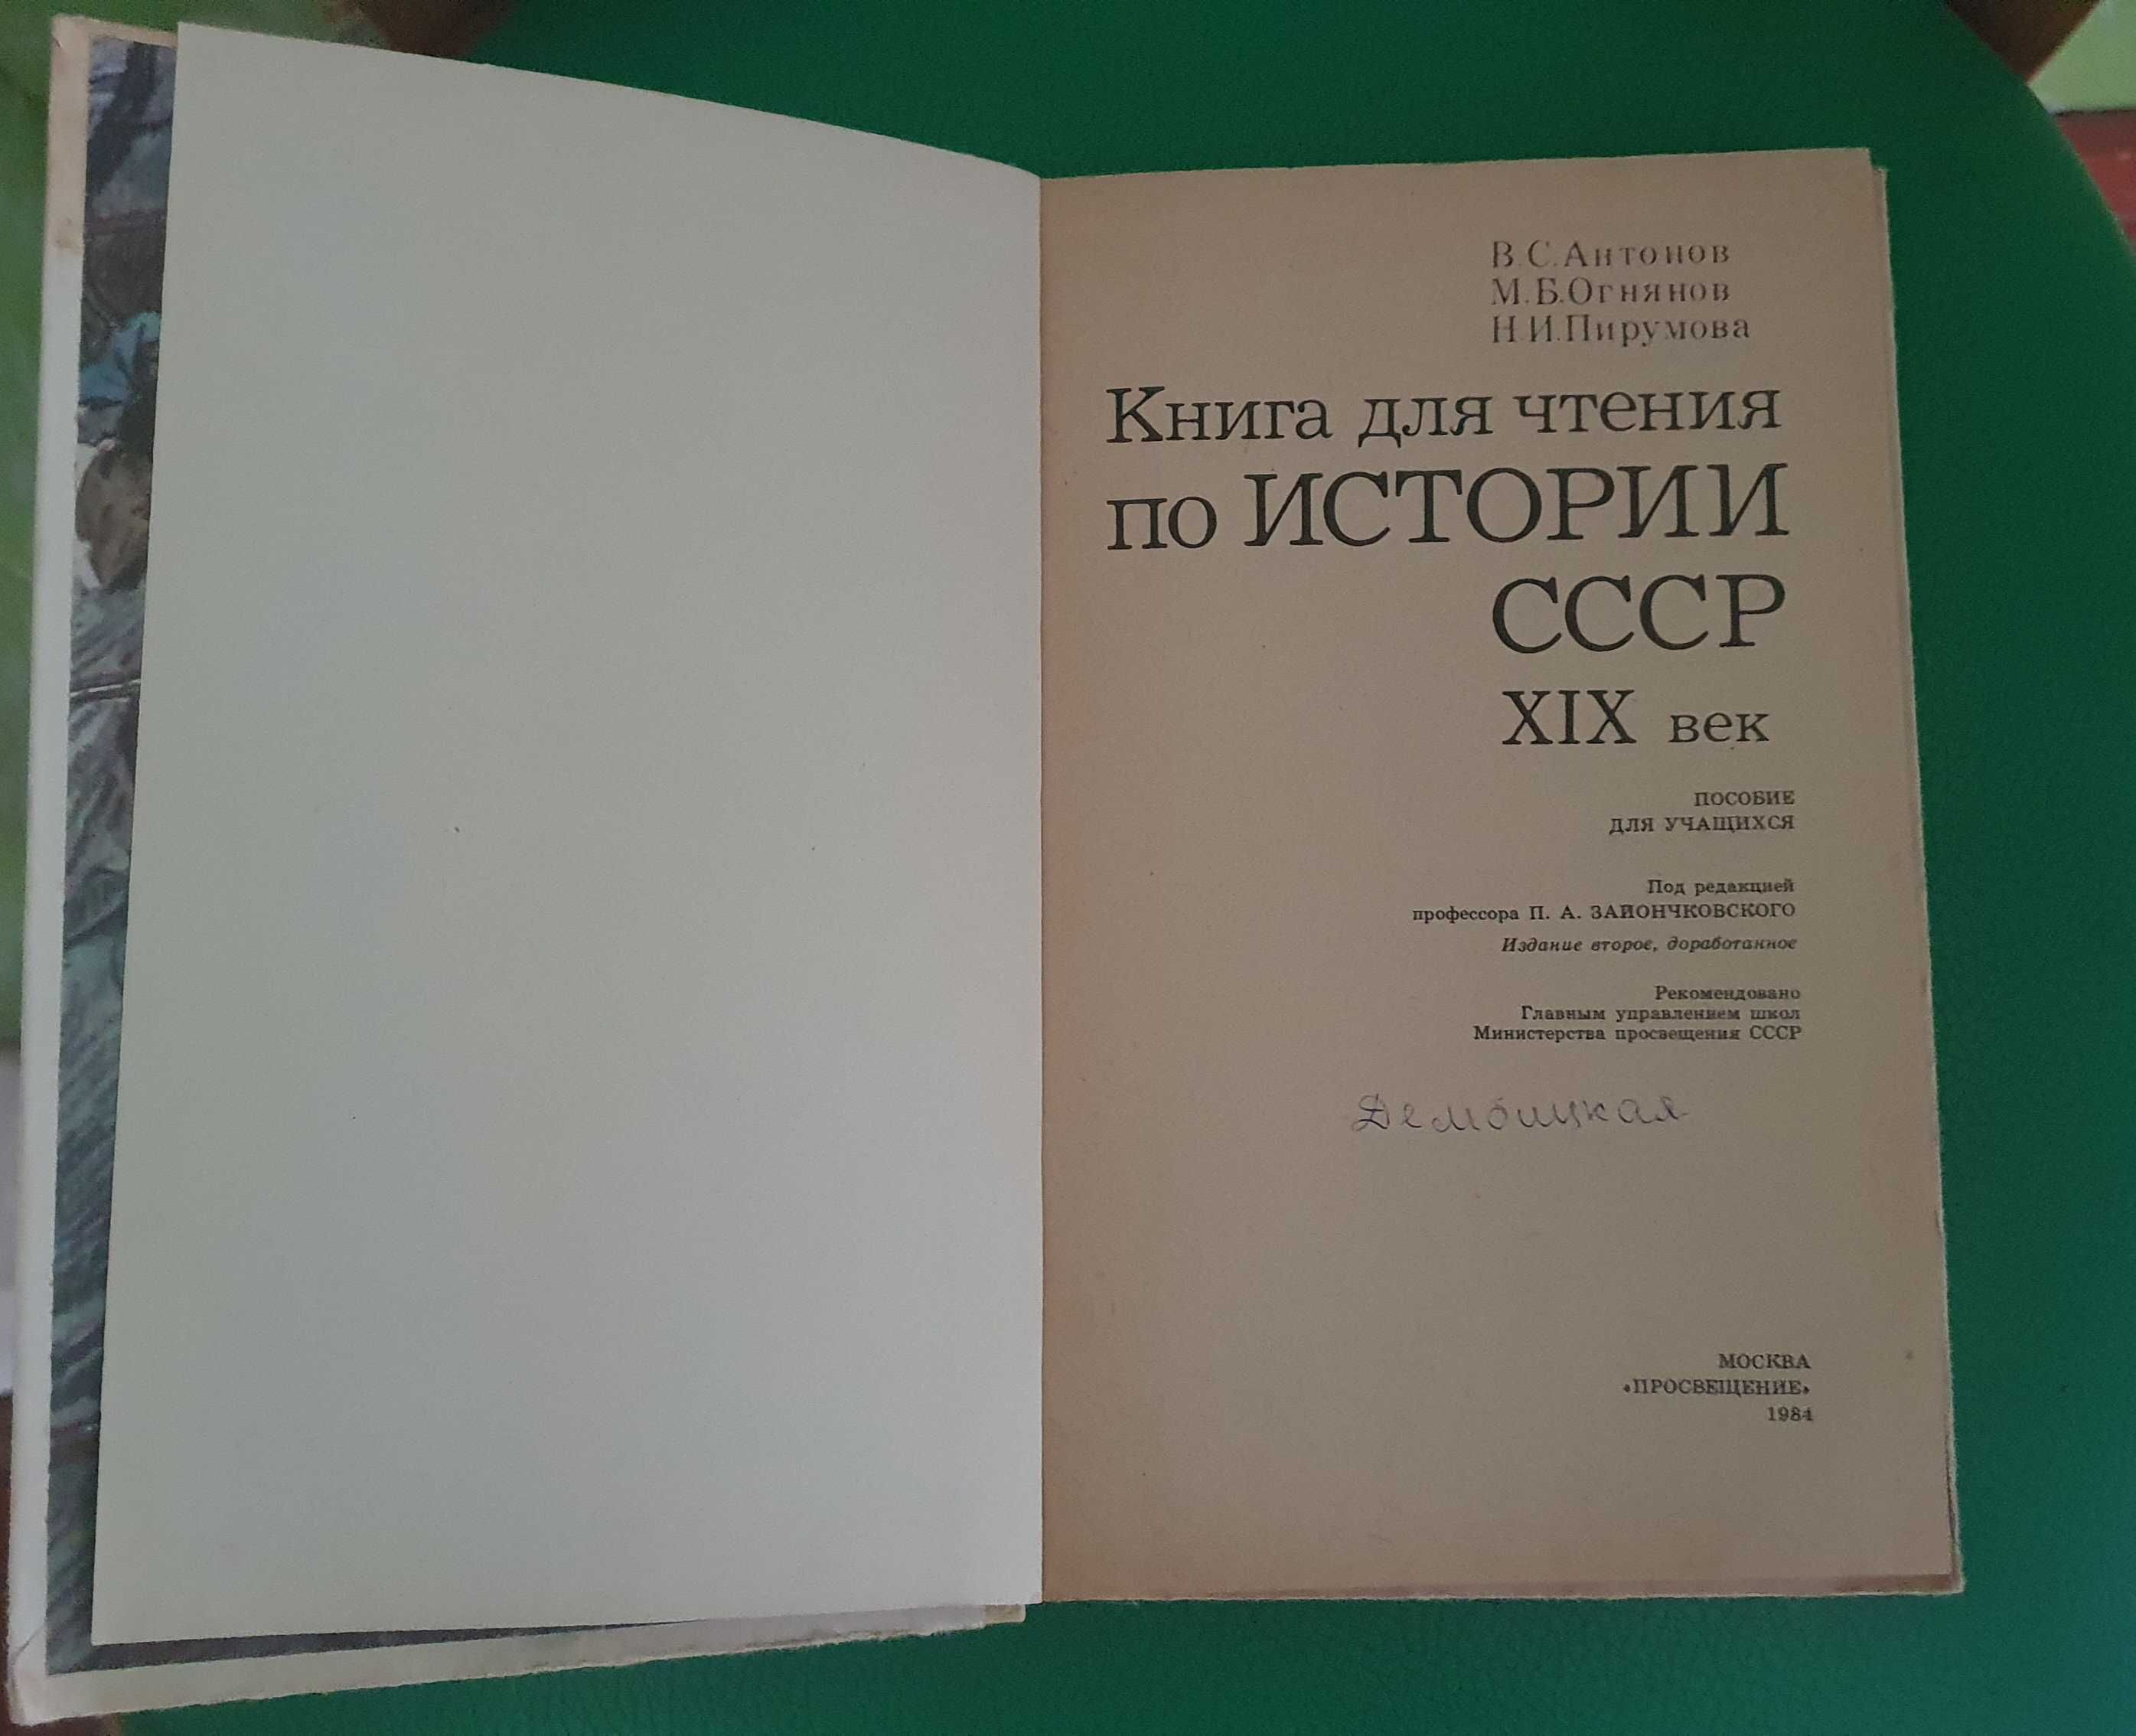 В.С.Антонов
М.Б.Огнянов
Н.И.Пирумова
Книга для чтения
по ИСТОРИИ
СССР
XIX век
ПОСОБИЕ
ДЛЯ УЧАЩИХСЯ
Под редакцией
профессора П. А. ЗАЙОНЧКОВСКОГО
Издание второе, доработанное
Рекомендовано
Главным управлением школ
Министерства просвещения СССР
Дембицкая
МОСКВА
«ПРОСВЕЩЕНИЕ»
1984